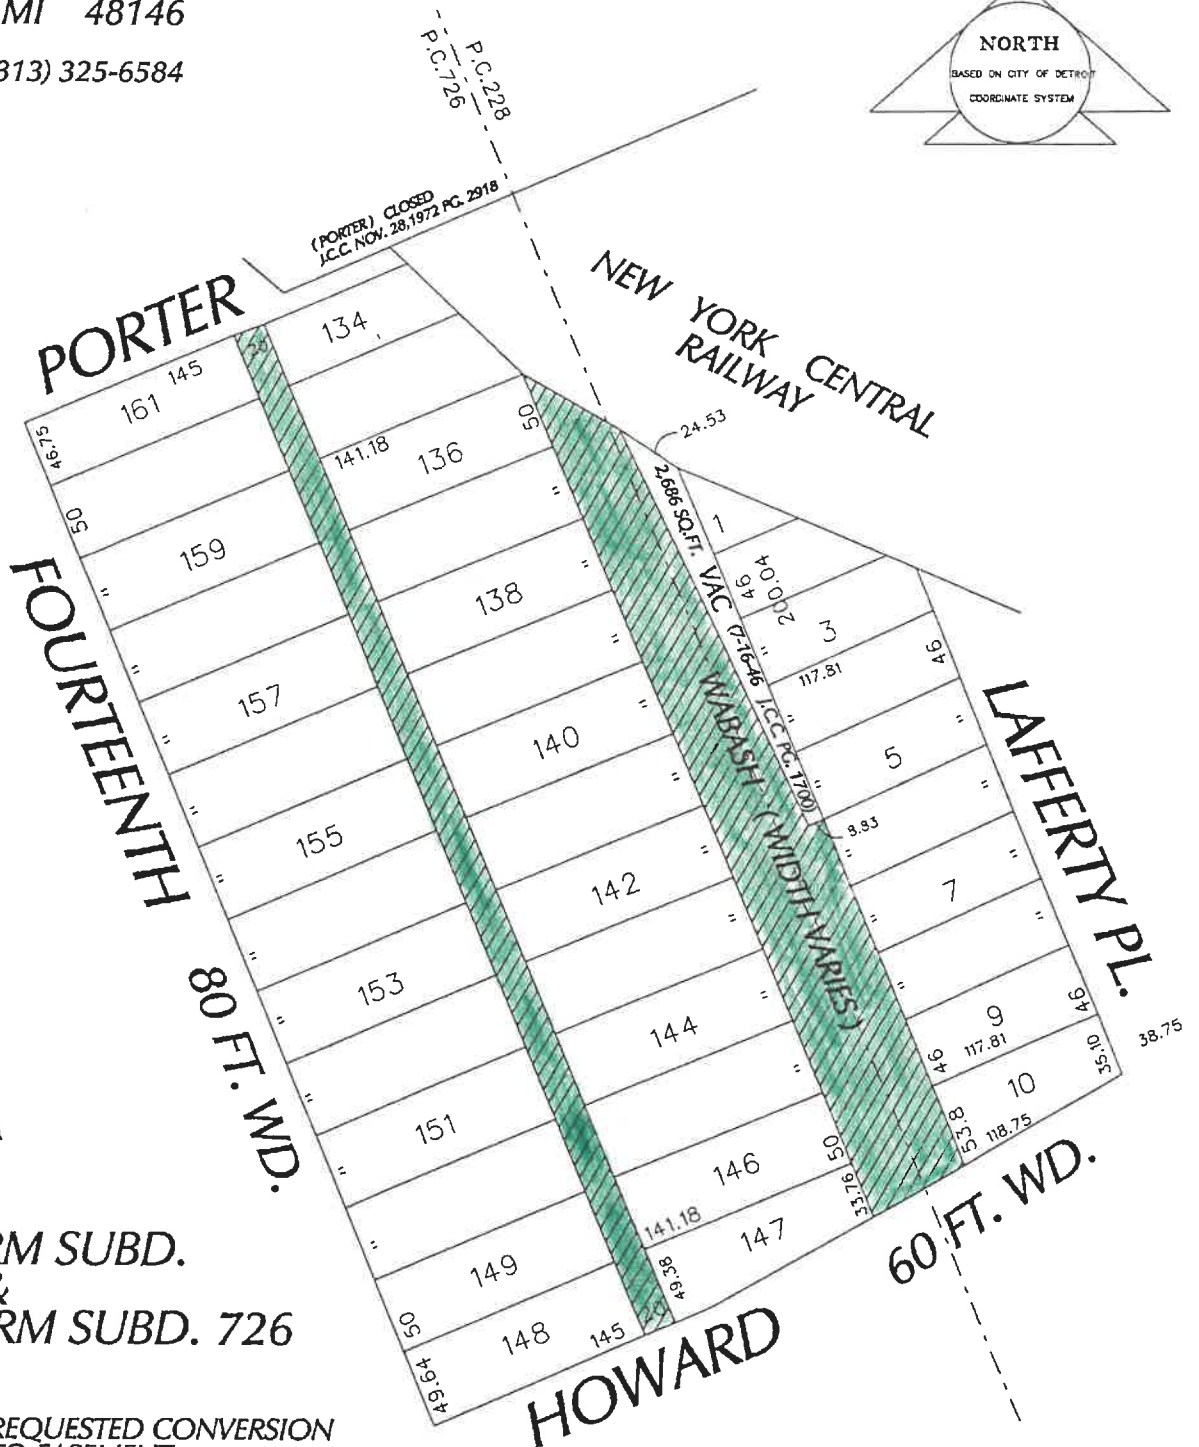 MI 48146
313) 325-6584
P.C.726
P.C.228
NORTH
BASED ON CITY OF DETROIT
COORDINATE SYSTEM
(PORTER) CLOSED
J.C.C. NOV. 28,1972 PG. 2918
PORTER
NEW YORK CENTRAL
RAILWAY
20
134
145
161
46.75
50
141.18
136
50
24.53
2,686 SQ.FT. VAC (7-16-46 J.C.C. PG. 1700)
1
46
200.04
3
117.81
46
159
"
138
"
FOURTEENTH
80 FT. WD.
LAFFERTY PL.
157
"
140
"
5
"
WABASH (WIDTH VARIES)
8.83
155
"
142
"
7
"
153
"
144
"
9
46
117.81
46
35.10
38.75
151
"
146
50
33.76
10
53.8
118.75
60 FT. WD.
149
141.18
147
49.38
50
148
145
20
49.64
HOWARD
RM SUBD.
&
RM SUBD. 726
REQUESTED CONVERSION